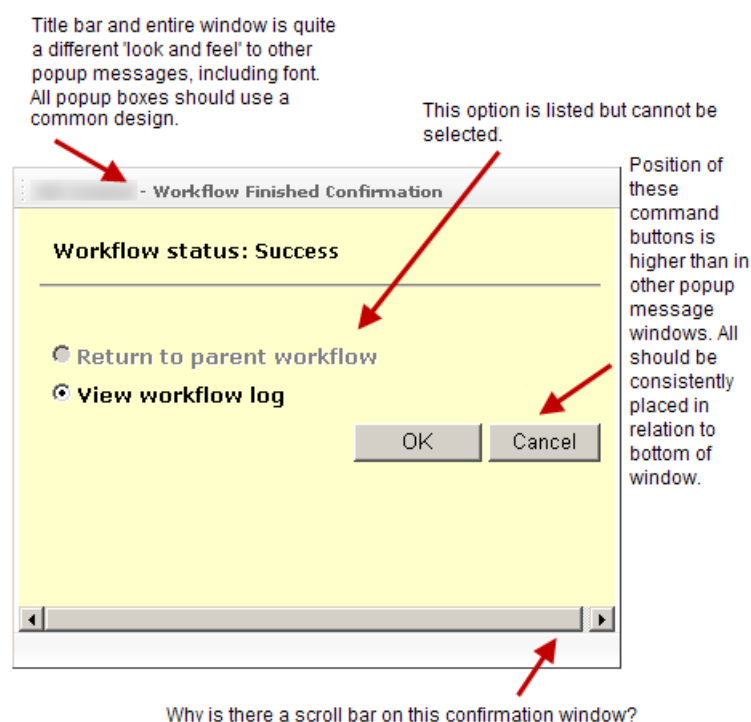 Title bar and entire window is quite
a different 'look and feel' to other
popup messages, including font.
All popup boxes should use a
common design.
This option is listed but cannot be
selected.
Position of
these
command
buttons is
higher than in
other popup
message
windows. All
should be
consistently
placed in
relation to
bottom of
window.
- Workflow Finished Confirmation
Workflow status: Success
Return to parent workflow
View workflow log
OK Cancel
Why is there a scroll bar on this confirmation window?